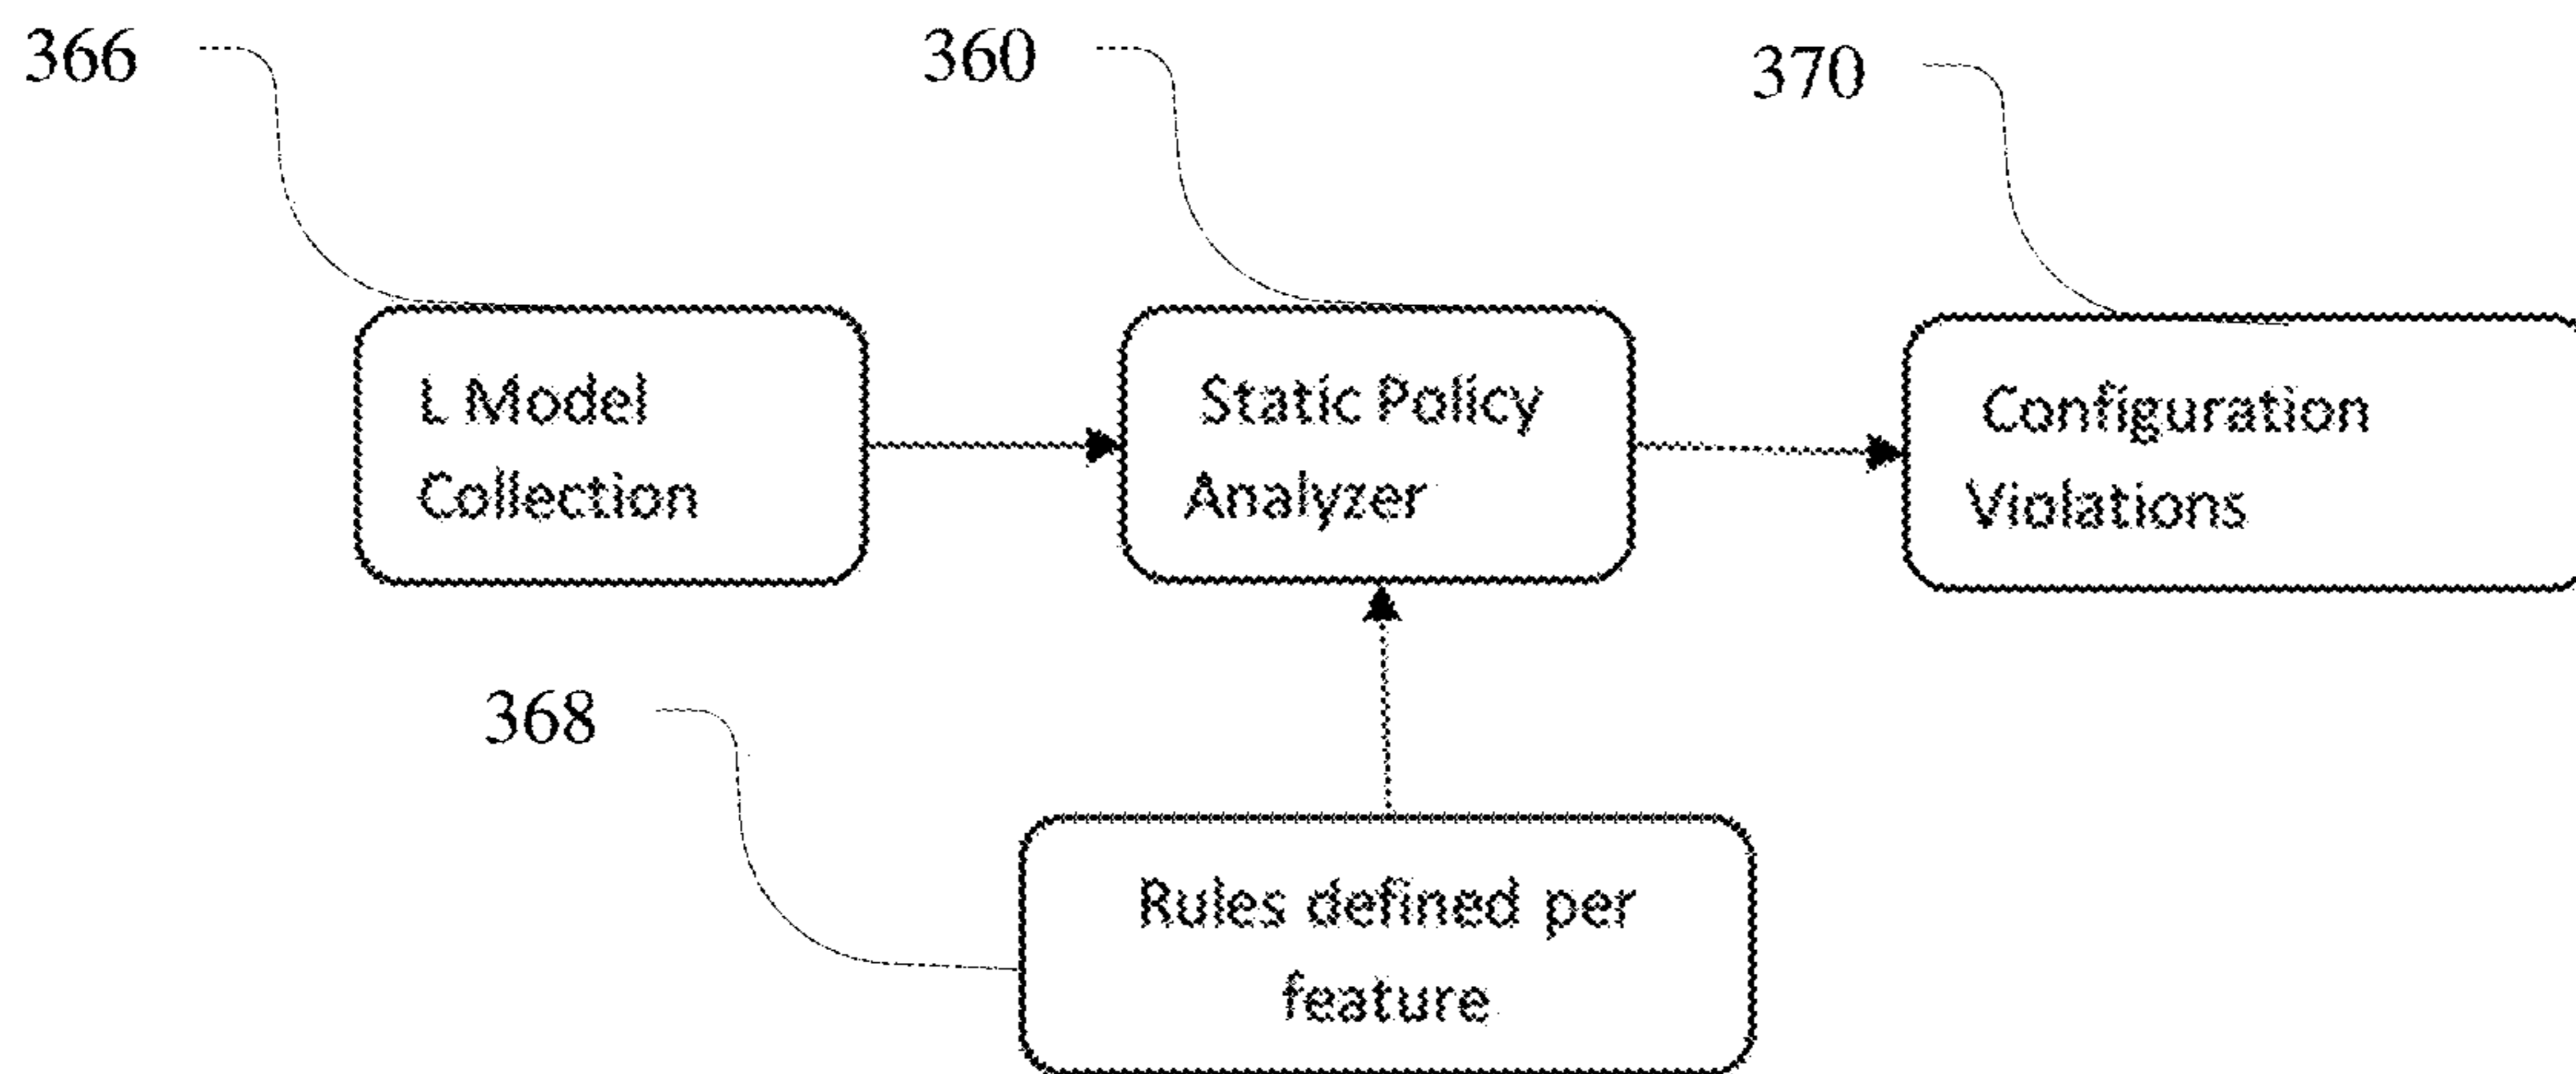 366
360
370
L Model
Collection
Static Policy
Analyzer
Configuration
Violations
368
Rules defined per
feature